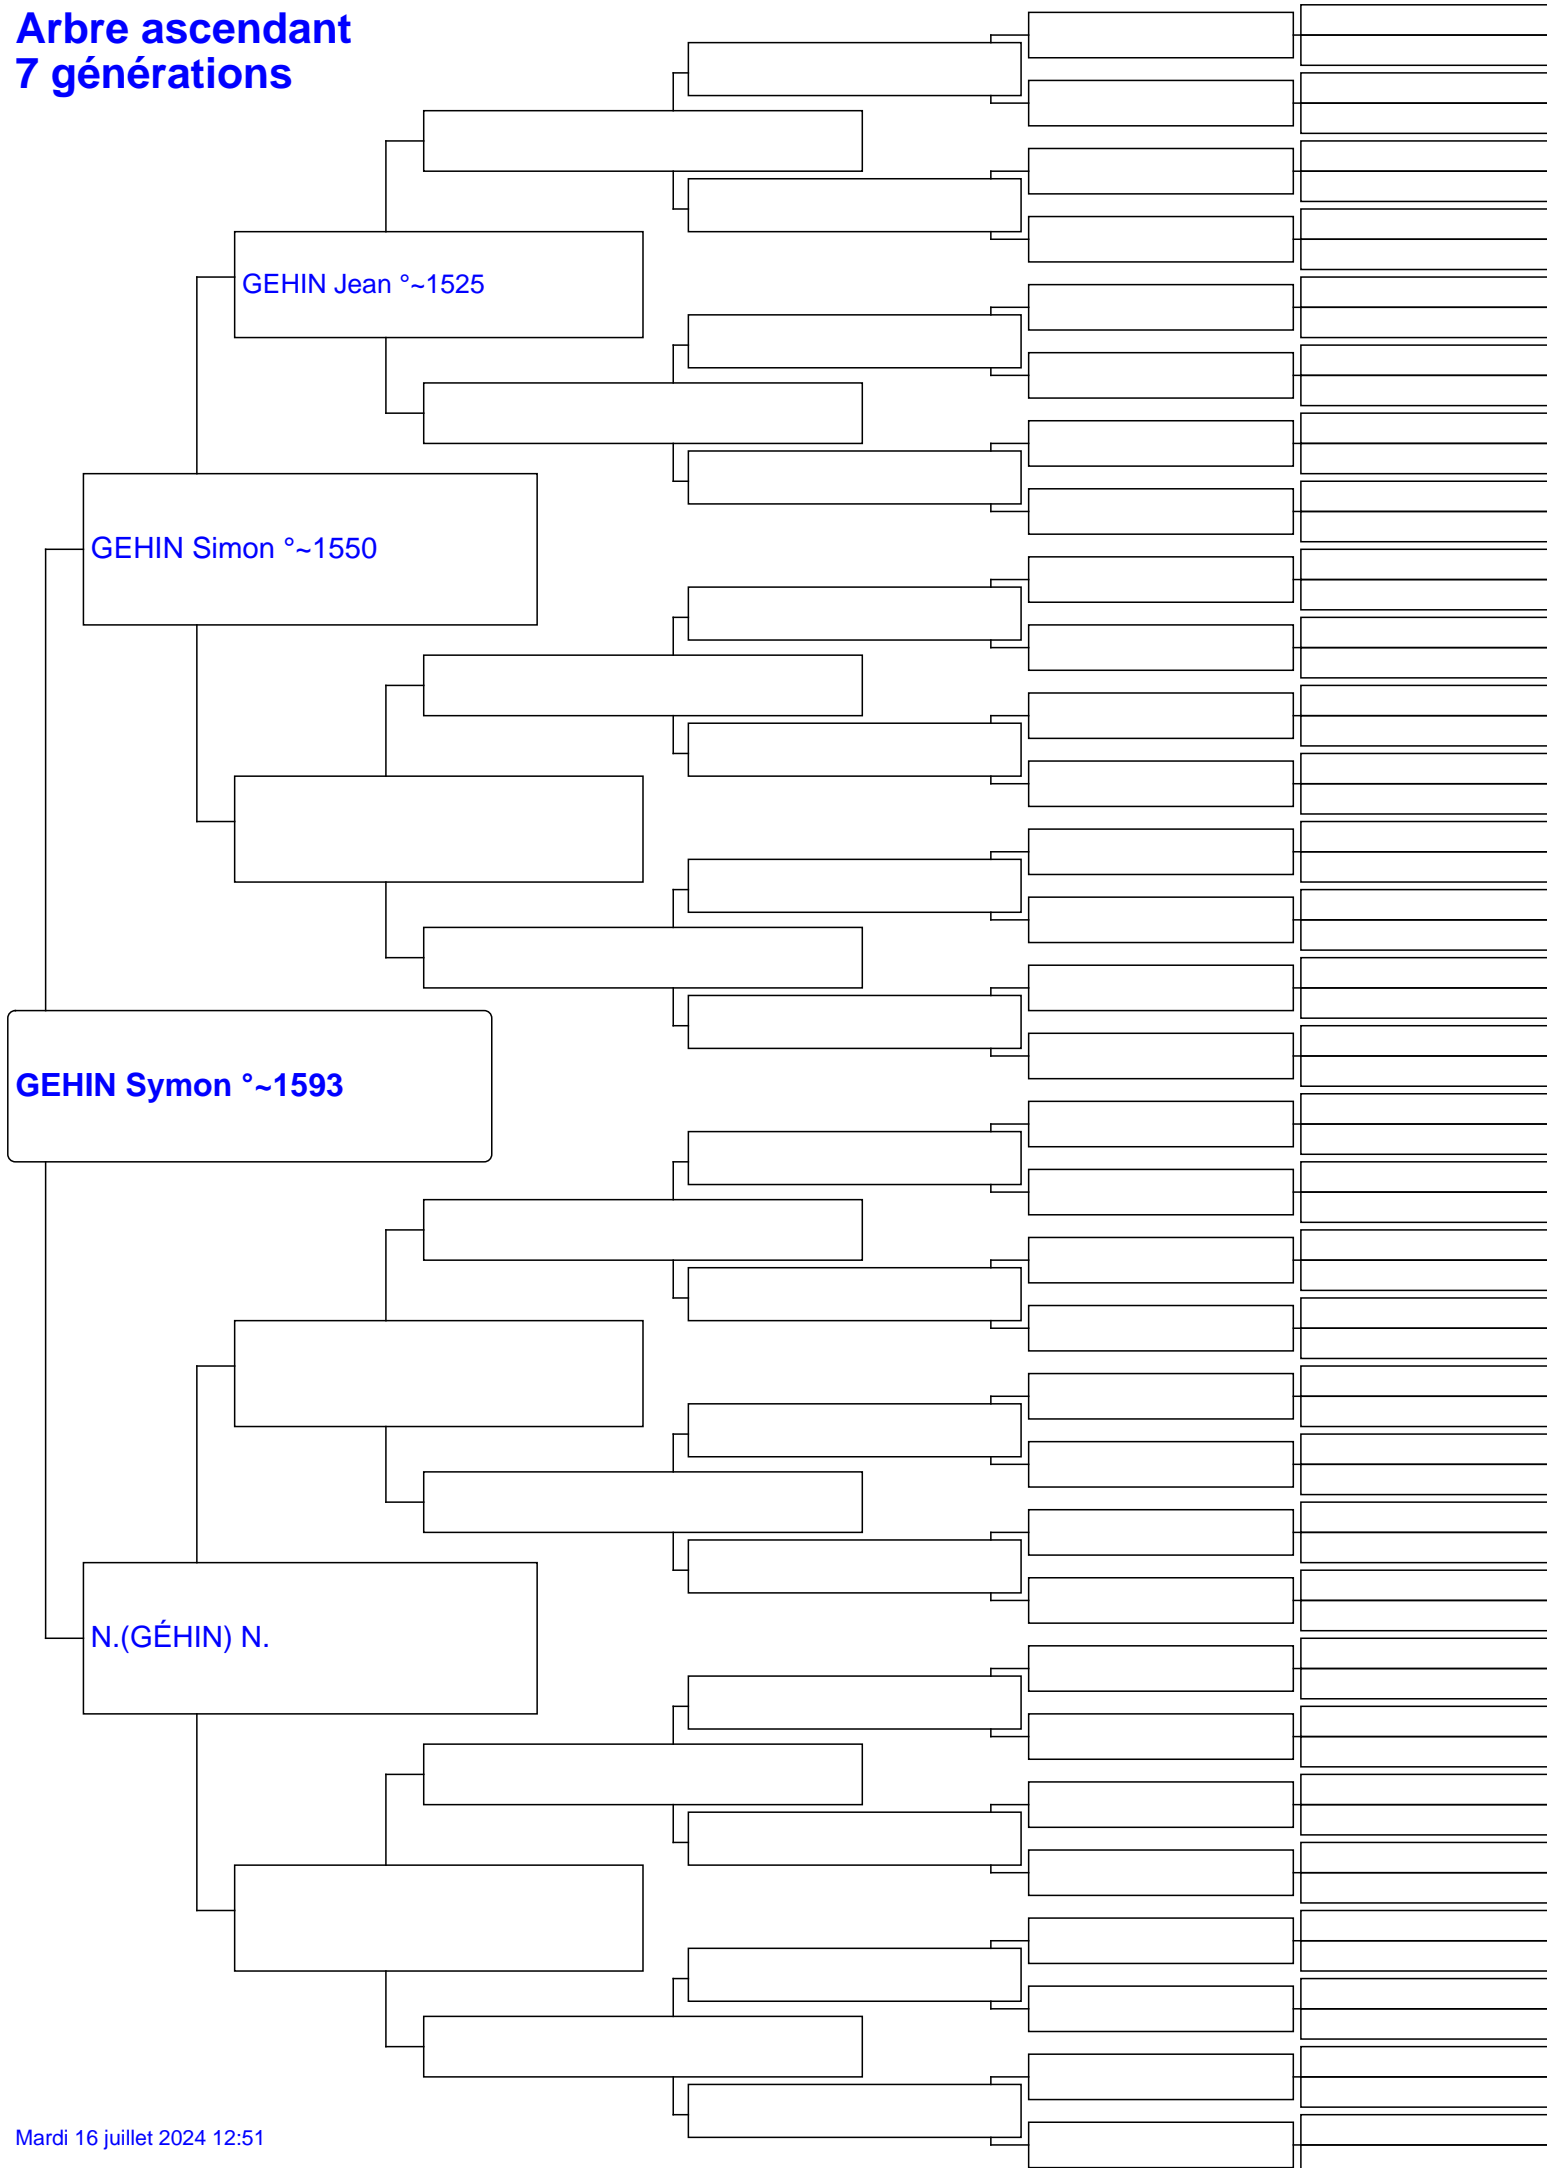 Arbre ascendant
7 générations
GEHIN Jean °~1525
GEHIN Simon °~1550
GEHIN Symon °~1593
N.(GÉHIN) N.
Mardi 16 juillet 2024 12:51